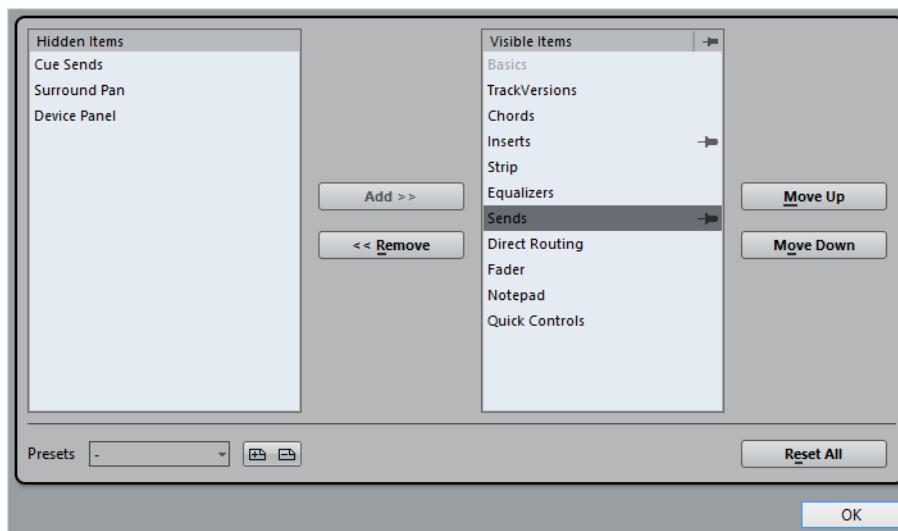 Hidden Items
Cue Sends
Surround Pan
Device Panel
Add >>
<< Remove
Visible Items
Basics
TrackVersions
Chords
Inserts
Strip
Equalizers
Sends
Direct Routing
Fader
Notepad
Quick Controls
Move Up
Move Down
Presets
-
Reset All
OK